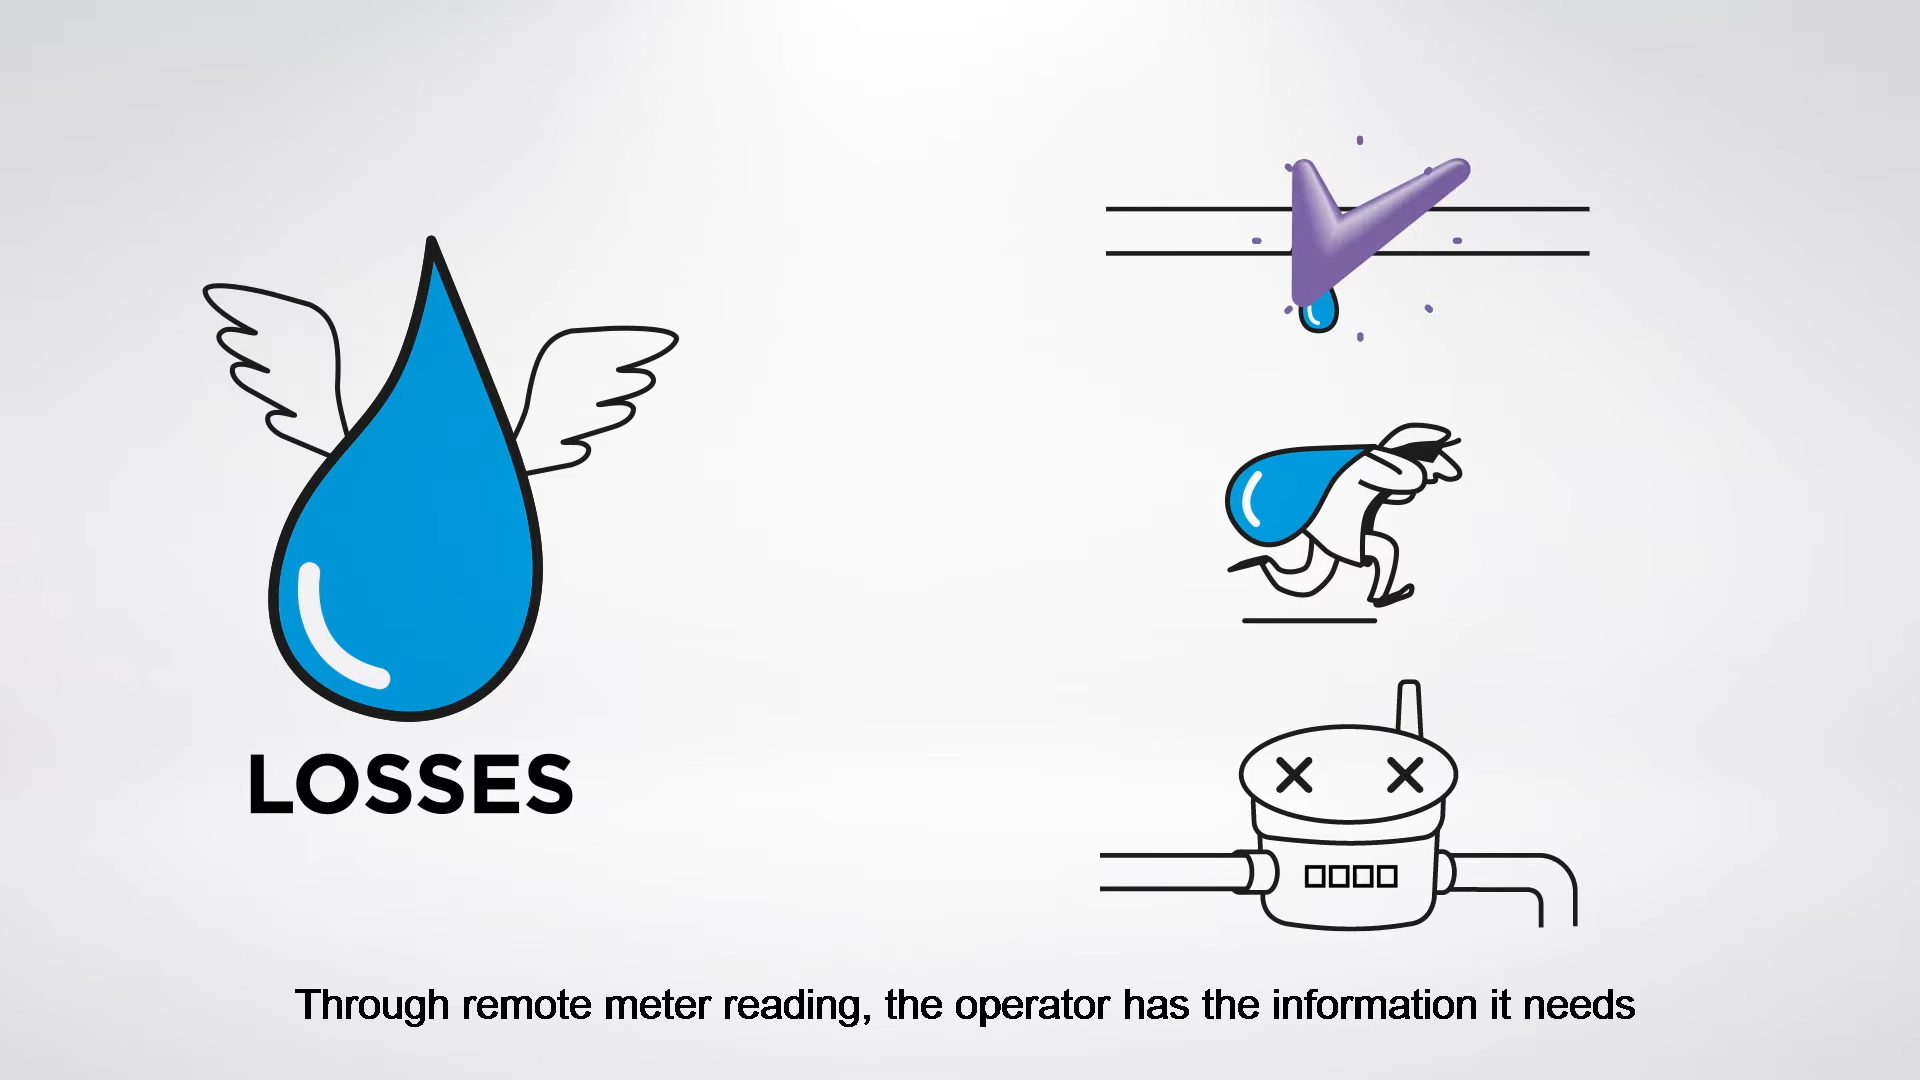 LOSSES
Through remote meter reading, the operator has the information it needs